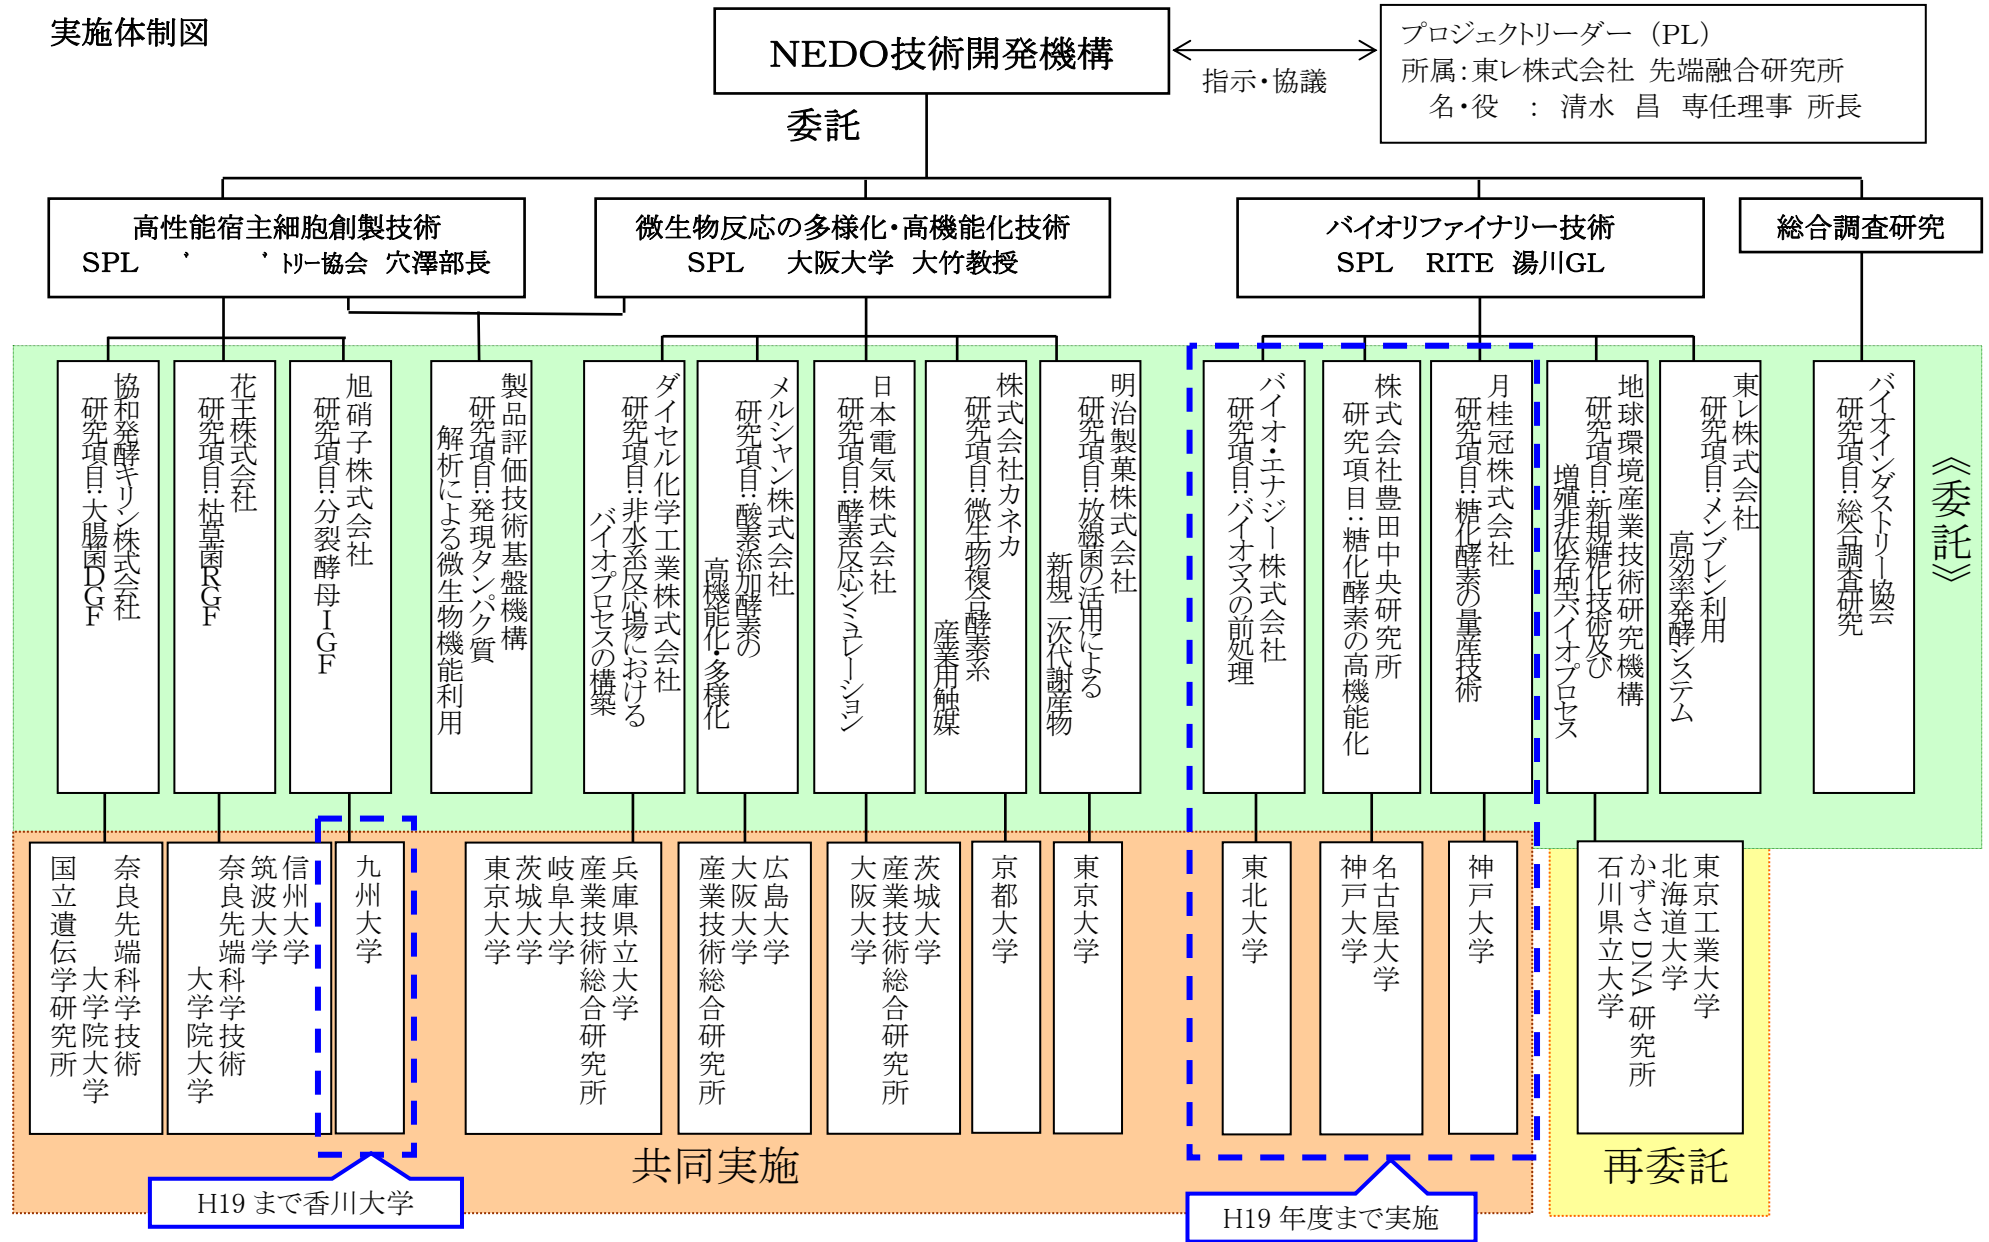 実施体制図
NEDO技術開発機構
指示・協議
プロジェクトリーダー (PL)
所属：東レ株式会社 先端融合研究所
名・役 ： 清水 昌 専任理事 所長
委託
高性能宿主細胞創製技術
SPL トリー協会 穴澤部長
微生物反応の多様化・高機能化技術
SPL 大阪大学 大竹教授
バイオリファイナリー技術
SPL RITE 湯川GL
総合調査研究
協和発酵キリン株式会社
研究項目：大腸菌DGF
花王株式会社
研究項目：枯草菌RGF
旭硝子株式会社
研究項目：分裂酵母IGF
製品評価技術基盤機構
研究項目：発現タンパク質
解析による微生物機能利用
ダイセル化学工業株式会社
研究項目：非水系反応場における
バイオプロセスの構築
メルシャン株式会社
研究項目：酸素添加酵素の
高機能化・多様化
日本電気株式会社
研究項目：酵素反応シミュレーション
株式会社カネカ
研究項目：微生物複合酵素系
産業用触媒
明治製菓株式会社
研究項目：放線菌の活用による
新規二次代謝産物
バイオ・エナジー株式会社
研究項目：バイオマスの前処理
株式会社豊田中央研究所
研究項目：糖化酵素の高機能化
月桂冠株式会社
研究項目：糖化酵素の量産技術
地球環境産業技術研究機構
研究項目：新規糖化技術及び
増殖非依存型バイオプロセス
東レ株式会社
研究項目：メンブレン利用
高効率発酵システム
バイオインダストリー協会
研究項目：総合調査研究
《委託》
奈良先端科学技術
大学院大学
国立遺伝学研究所
信州大学
筑波大学
奈良先端科学技術
大学院大学
九州大学
兵庫県立大学
産業技術総合研究所
岐阜大学
茨城大学
東京大学
広島大学
大阪大学
産業技術総合研究所
茨城大学
産業技術総合研究所
大阪大学
京都大学
東京大学
東北大学
名古屋大学
神戸大学
神戸大学
東京工業大学
北海道大学
かずさDNA研究所
石川県立大学
共同実施
再委託
H19まで香川大学
H19年度まで実施